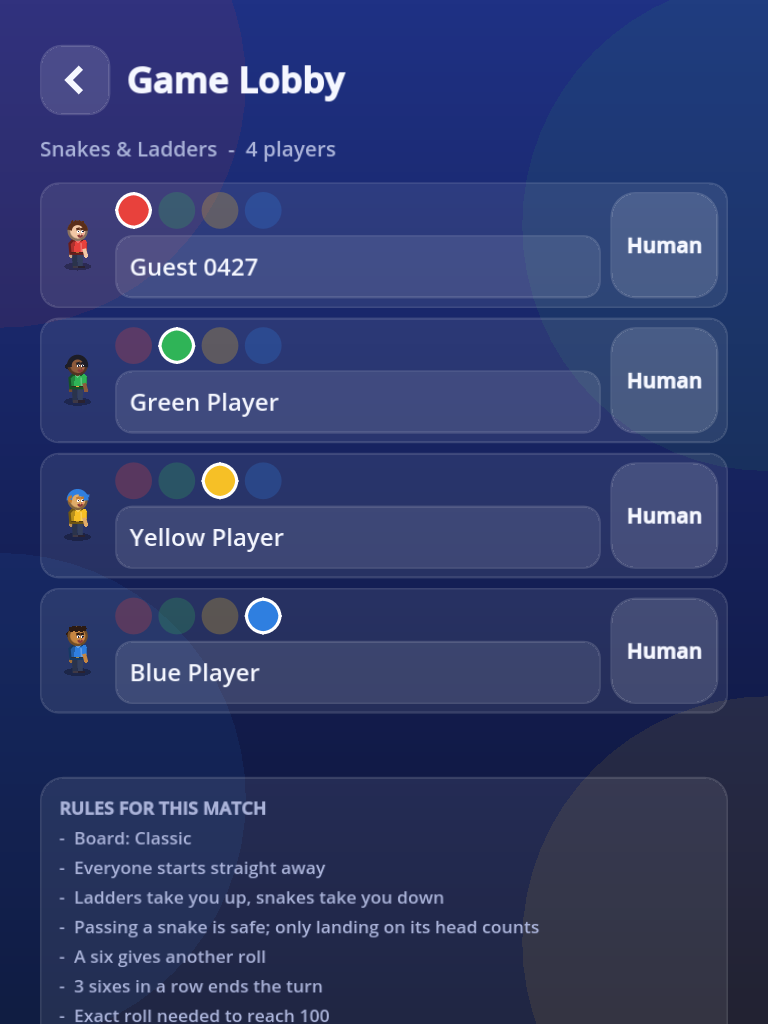 Game Lobby
Snakes & Ladders - 4 players
Guest 0427
Human
Green Player
Human
Yellow Player
Human
Blue Player
Human
RULES FOR THIS MATCH
- Board: Classic
- Everyone starts straight away
- Ladders take you up, snakes take you down
- Passing a snake is safe; only landing on its head counts
- A six gives another roll
- 3 sixes in a row ends the turn
- Exact roll needed to reach 100